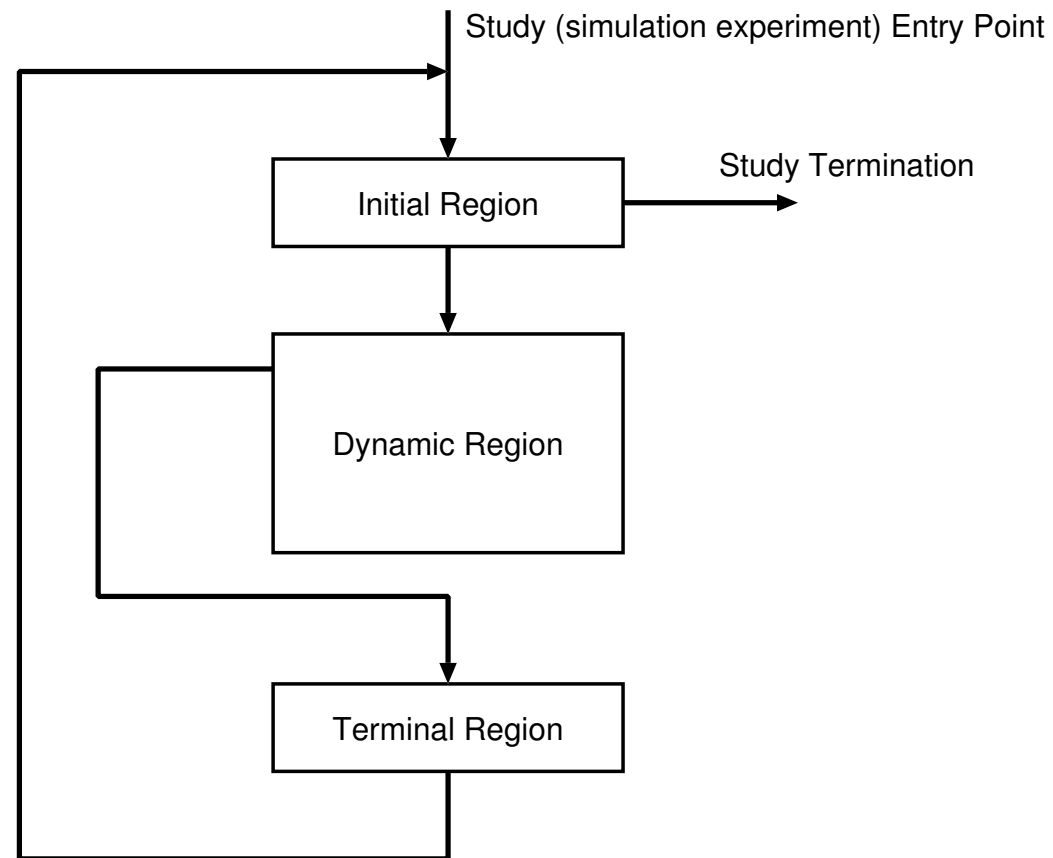 Study (simulation experiment) Entry Point
Study Termination
Initial Region
Dynamic Region
Terminal Region